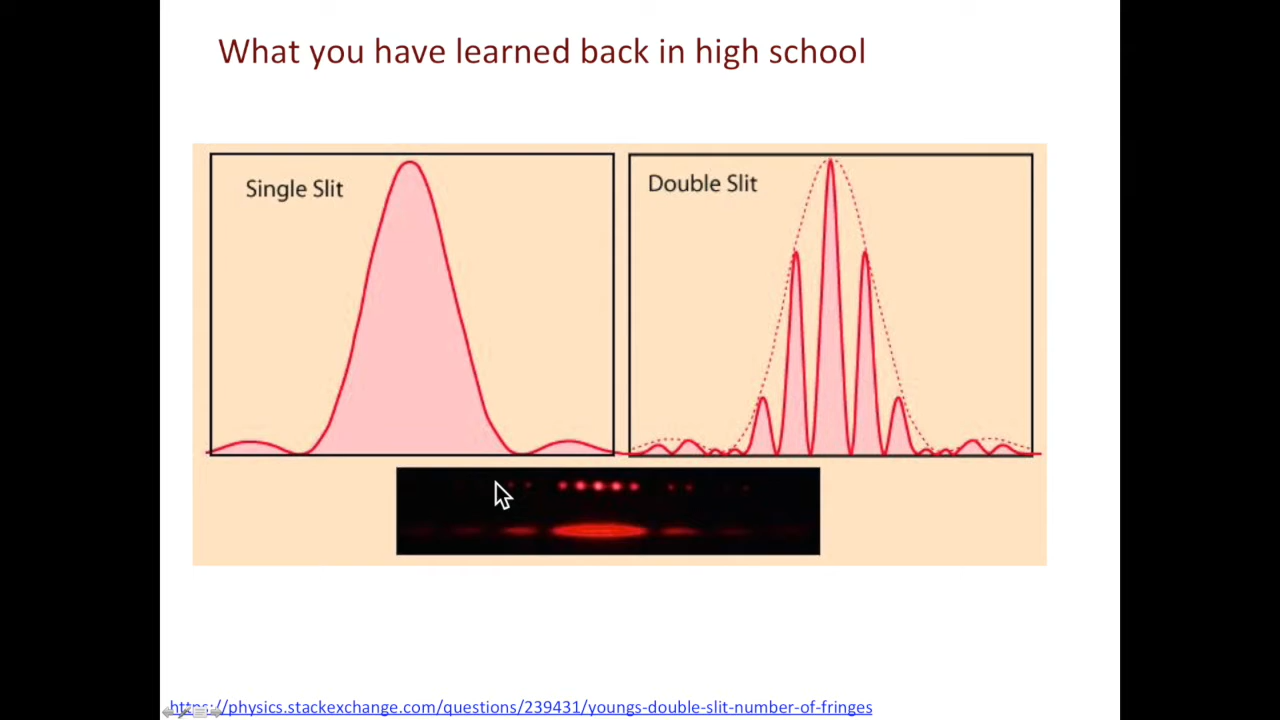 What you have learned back in high school
Single Slit
Double Slit
https://physics.stackexchange.com/questions/239431/youngs-double-slit-number-of-fringes